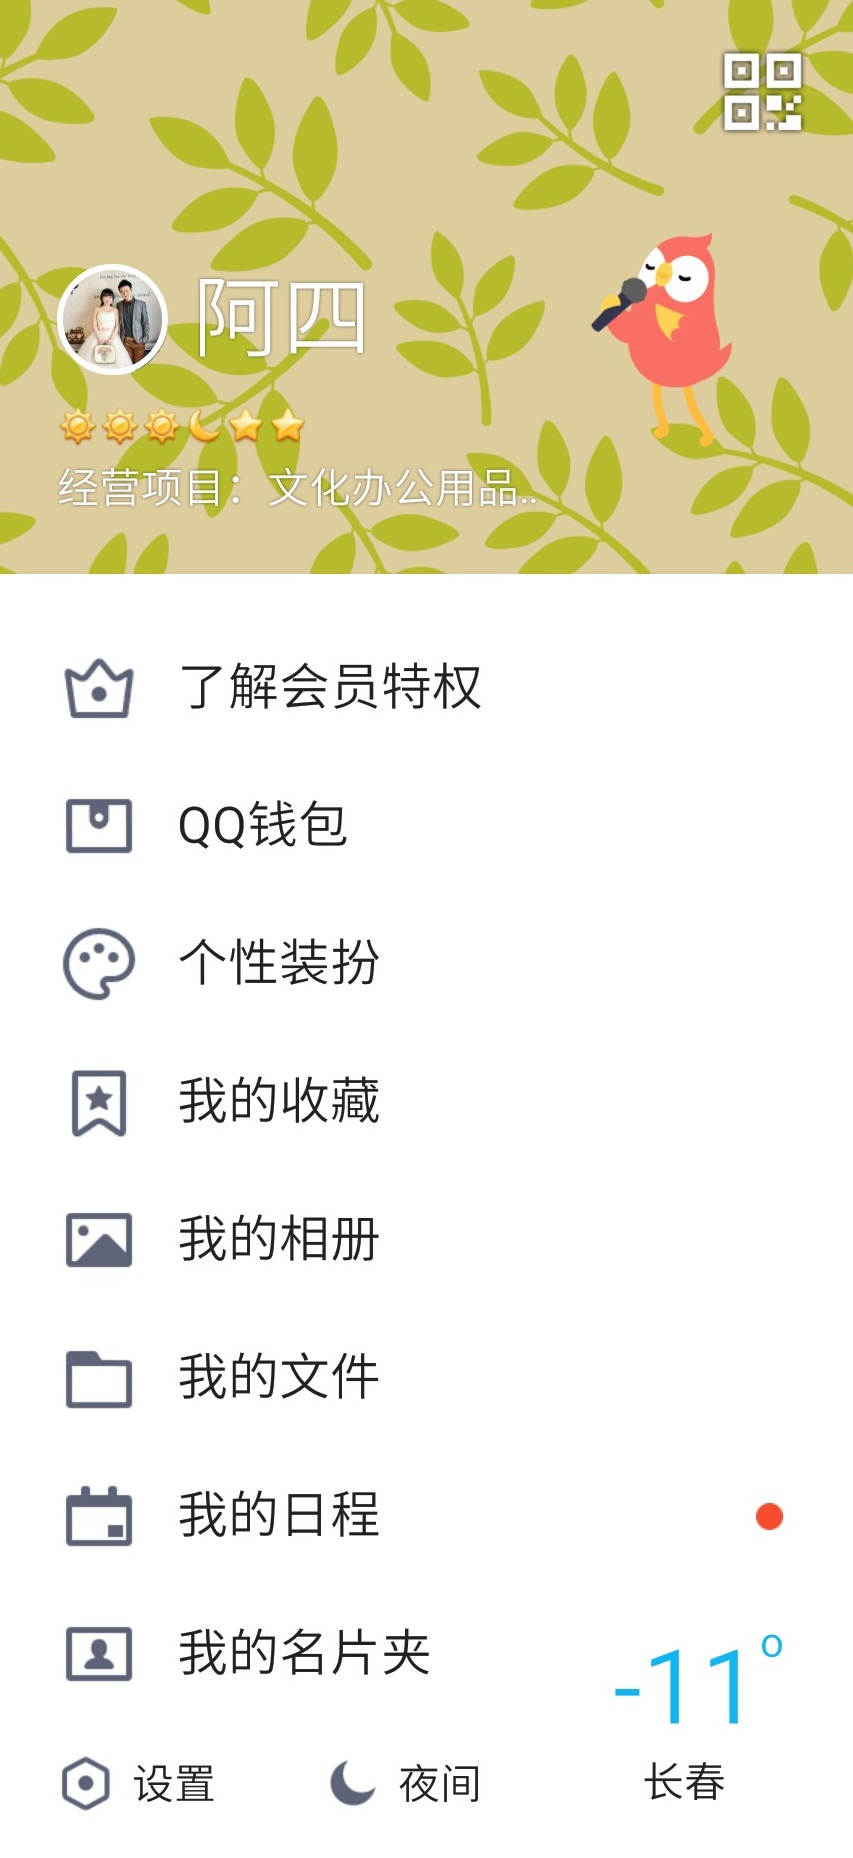 阿四
经营项目：文化办公用品..
了解会员特权
QQ钱包
个性装扮
我的收藏
我的相册
我的文件
我的日程
我的名片夹
-11°
设置 夜间 长春